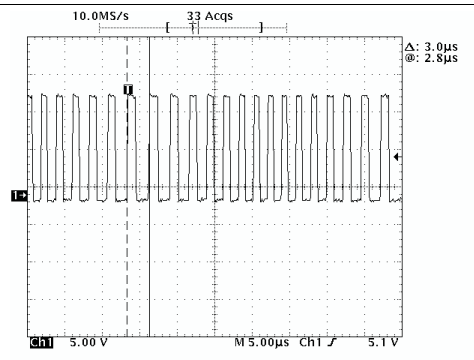 10.0MS/s 33 Acqs
[ T ]
Δ: 3.0µs
@: 2.8µs
T
1→
Ch1 5.00 V M 5.00µs Ch1 ƒ 5.1 V